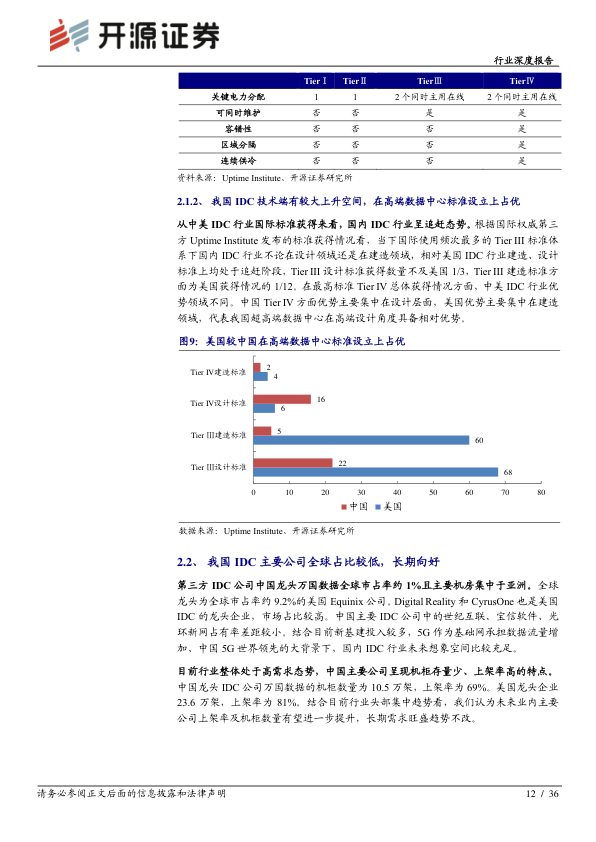 开源证券
行业深度报告
Tier Ⅰ Tier Ⅱ Tier Ⅲ Tier Ⅳ
关键电力分配 1 1 2 个同时主用在线 2 个同时主用在线
可同时维护 否 否 是 是
容错性 否 否 否 是
区域分隔 否 否 否 是
连续供冷 否 否 否 是
资料来源：Uptime Institute、开源证券研究所
2.1.2、 我国 IDC 技术端有较大上升空间，在高端数据中心标准设立上占优
从中美 IDC 行业国际标准获得来看，国内 IDC 行业呈追赶态势。根据国际权威第三
方 Uptime Institute 发布的标准获得情况看，当下国际使用频次最多的 Tier III 标准体
系下国内 IDC 行业不论在设计领域还是在建造领域，相对美国 IDC 行业建造、设计
标准上均处于追赶阶段，Tier III 设计标准获得数量不及美国 1/3，Tier III 建造标准方
面为美国获得情况的 1/12。在最高标准 Tier IV 总体获得情况方面，中美 IDC 行业优
势领域不同。中国 Tier IV 方面优势主要集中在设计层面，美国优势主要集中在建造
领域，代表我国超高端数据中心在高端设计角度具备相对优势。
图9：美国较中国在高端数据中心标准设立上占优
Tier Ⅳ建造标准 2
4
Tier Ⅳ设计标准 16
6
Tier Ⅲ建造标准 5
60
Tier Ⅲ设计标准 22
68
0 10 20 30 40 50 60 70 80
中国 美国
数据来源：Uptime Institute、开源证券研究所
2.2、 我国 IDC 主要公司全球占比较低，长期向好
第三方 IDC 公司中国龙头万国数据全球市占率约 1%且主要机房集中于亚洲。全球
龙头为全球市占率约 9.2%的美国 Equinix 公司。Digital Reality 和 CyrusOne 也是美国
IDC 的龙头企业，市场占比较高。中国主要 IDC 公司中的世纪互联、宝信软件、光
环新网占有率差距较小。结合目前新基建投入较多，5G 作为基础网承担数据流量增
加、中国 5G 世界领先的大背景下，国内 IDC 行业未来想象空间比较充足。
目前行业整体处于高需求态势，中国主要公司呈现机柜存量少、上架率高的特点。
中国龙头 IDC 公司万国数据的机柜数量为 10.5 万架，上架率为 69%。美国龙头企业
23.6 万架，上架率为 81%。结合目前行业头部集中趋势看，我们认为未来业内主要
公司上架率及机柜数量有望进一步提升，长期需求旺盛趋势不改。
请务必参阅正文后面的信息披露和法律声明 12 / 36